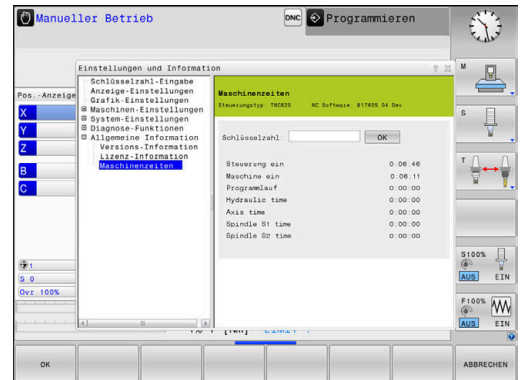 Manueller Betrieb
DNC
Programmieren
Einstellungen und Information
Pos.-Anzeige
X
Y
Z
B
C
1
S 0
Ovr 100%
Schlüsselzahl-Eingabe
Anzeige-Einstellungen
Grafik-Einstellungen
Maschinen-Einstellungen
System-Einstellungen
Diagnose-Funktionen
Allgemeine Information
Versions-Information
Lizenz-Information
Maschinenzeiten
Maschinenzeiten
Steuerungstyp: TNC620 NC Software: 817605 04 Dev
Schlüsselzahl: OK
Steuerung ein 0:06:46
Maschine ein 0:06:11
Programmlauf 0:00:00
Hydraulic time 0:00:00
Axis time 0:00:00
Spindle S1 time 0:00:00
Spindle S2 time 0:00:00
M
S
T
S100%
AUS EIN
F100%
AUS EIN
OK
ABBRECHEN